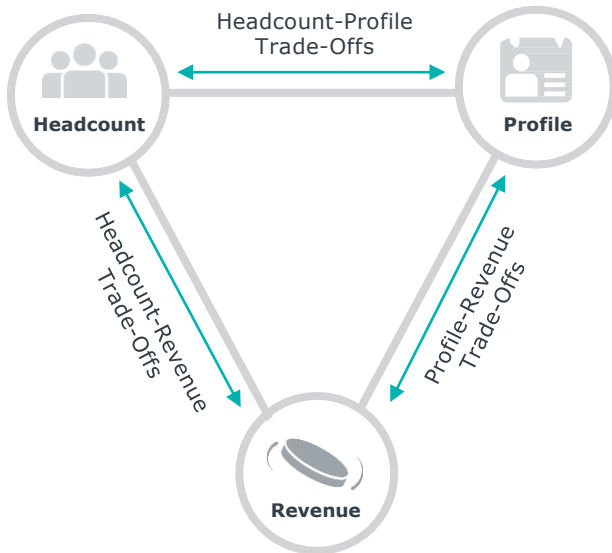 Headcount-Profile
Trade-Offs
Headcount
Profile
Headcount-Revenue
Trade-Offs
Profile-Revenue
Trade-Offs
Revenue